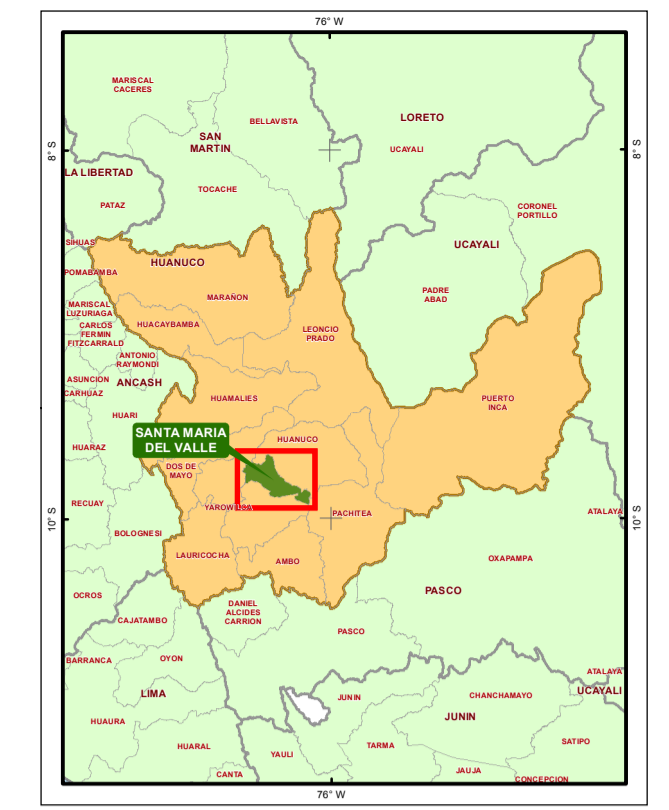 76° W
MARISCAL
CACERES
BELLAVISTA
LORETO
SAN
MARTIN
UCAYALI
8° S
8° S
LA LIBERTAD
TOCACHE
PATAZ
CORONEL
PORTILLO
SIHUAS
UCAYALI
HUANUCO
POMABAMBA
PADRE
ABAD
MARAÑON
MARISCAL
LUZURIAGA
HUACAYBAMBA
CARLOS
FERMIN
FITZCARRALD
LEONCIO
PRADO
ANTONIO
RAYMONDI
ASUNCION
ANCASH
CARHUAZ
HUAMALIES
PUERTO
INCA
HUARI
SANTA MARIA
DEL VALLE
HUANUCO
HUARAZ
DOS DE
MAYO
RECUAY
YAROWILCA
PACHITEA
ATALAYA
10° S
10° S
BOLOGNESI
LAURICOCHA
AMBO
OXAPAMPA
PASCO
OCROS
DANIEL
ALCIDES
CARRION
CAJATAMBO
PASCO
BARRANCA
OYON
ATALAYA
UCAYALI
LIMA
JUNIN
CHANCHAMAYO
HUAURA
JUNIN
HUARAL
TARMA
SATIPO
YAULI
CANTA
JAUJA
CONCEPCION
76° W